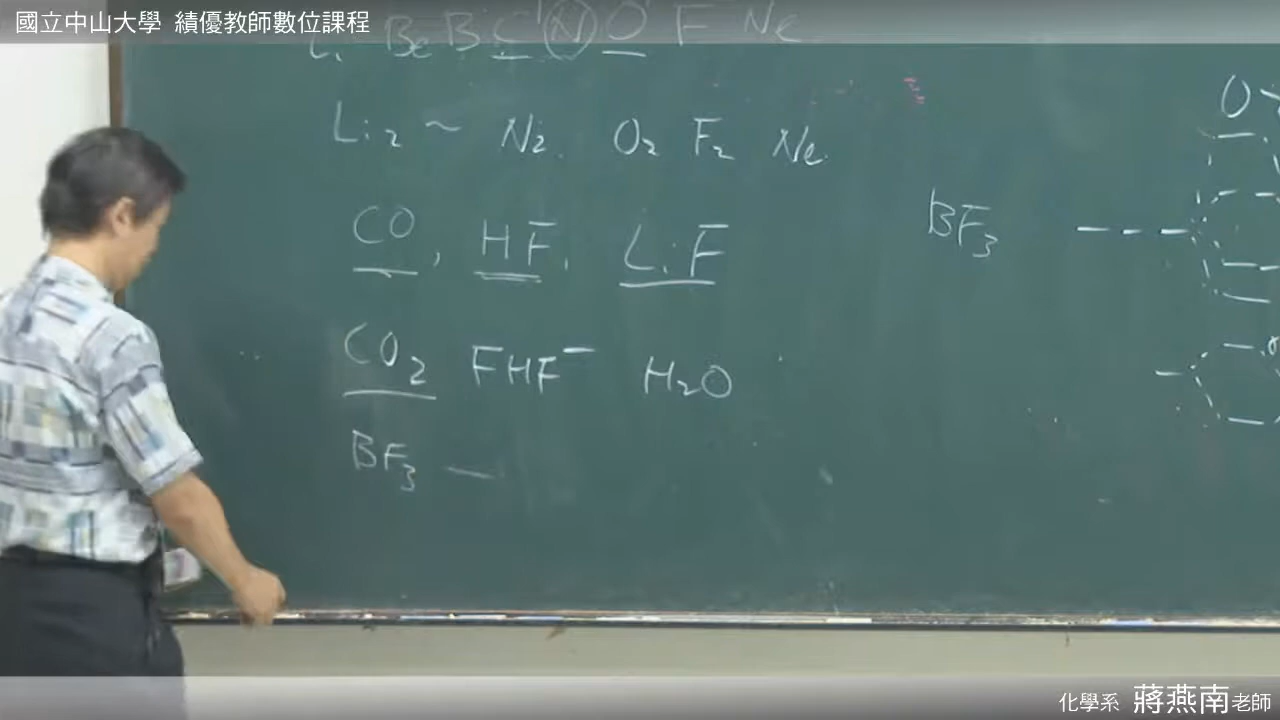 國立中山大學 績優教師數位課程
Li Be B C N O F Ne
Li₂ ~ N₂. O₂ F₂ Ne.
CO, HF, LiF
BF₃
CO₂ FHF⁻ H₂O
BF₃ —
O
化學系 蔣燕南老師